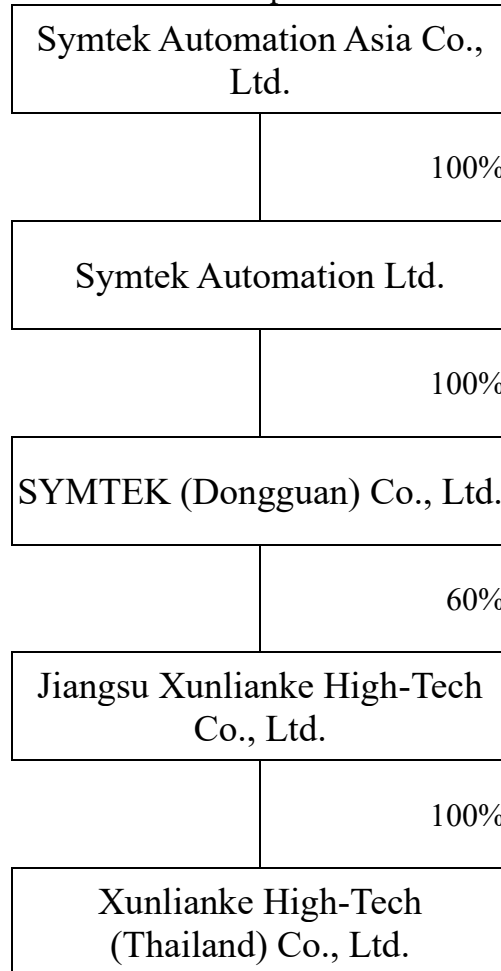 Symtek Automation Asia Co.,
Ltd.
100%
Symtek Automation Ltd.
100%
SYMTEK (Dongguan) Co., Ltd.
60%
Jiangsu Xunlianke High-Tech
Co., Ltd.
100%
Xunlianke High-Tech
(Thailand) Co., Ltd.